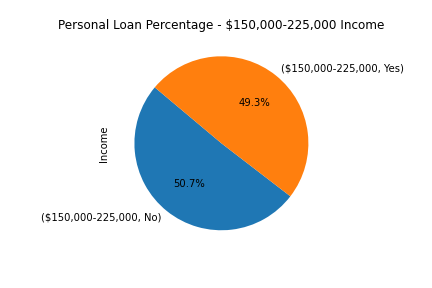 Personal Loan Percentage - $150,000-225,000 Income
($150,000-225,000, Yes)
49.3%
Income
50.7%
($150,000-225,000, No)